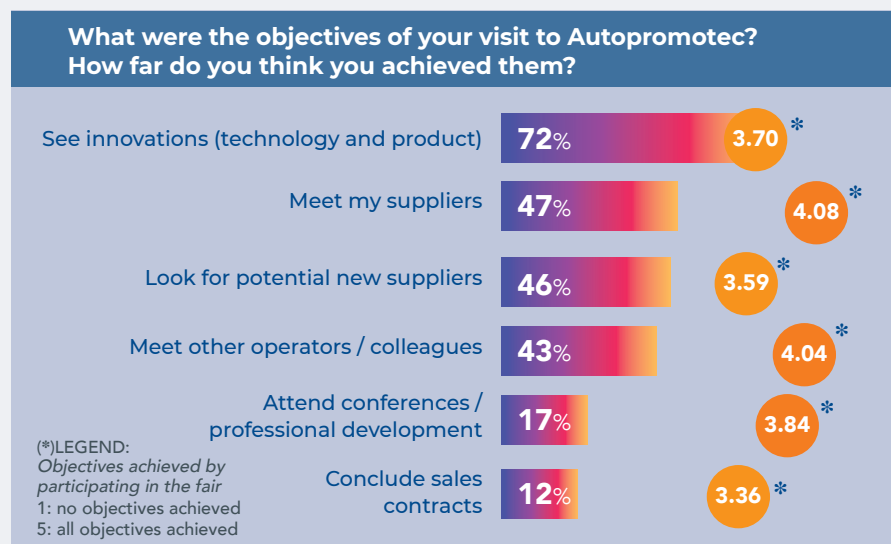 What were the objectives of your visit to Autopromotec?
How far do you think you achieved them?
See innovations (technology and product)
72%
3.70 *
Meet my suppliers
47%
4.08 *
Look for potential new suppliers
46%
3.59 *
Meet other operators / colleagues
43%
4.04 *
Attend conferences /
professional development
17%
3.84 *
Conclude sales
contracts
12%
3.36 *
(*)LEGEND:
Objectives achieved by
participating in the fair
1: no objectives achieved
5: all objectives achieved